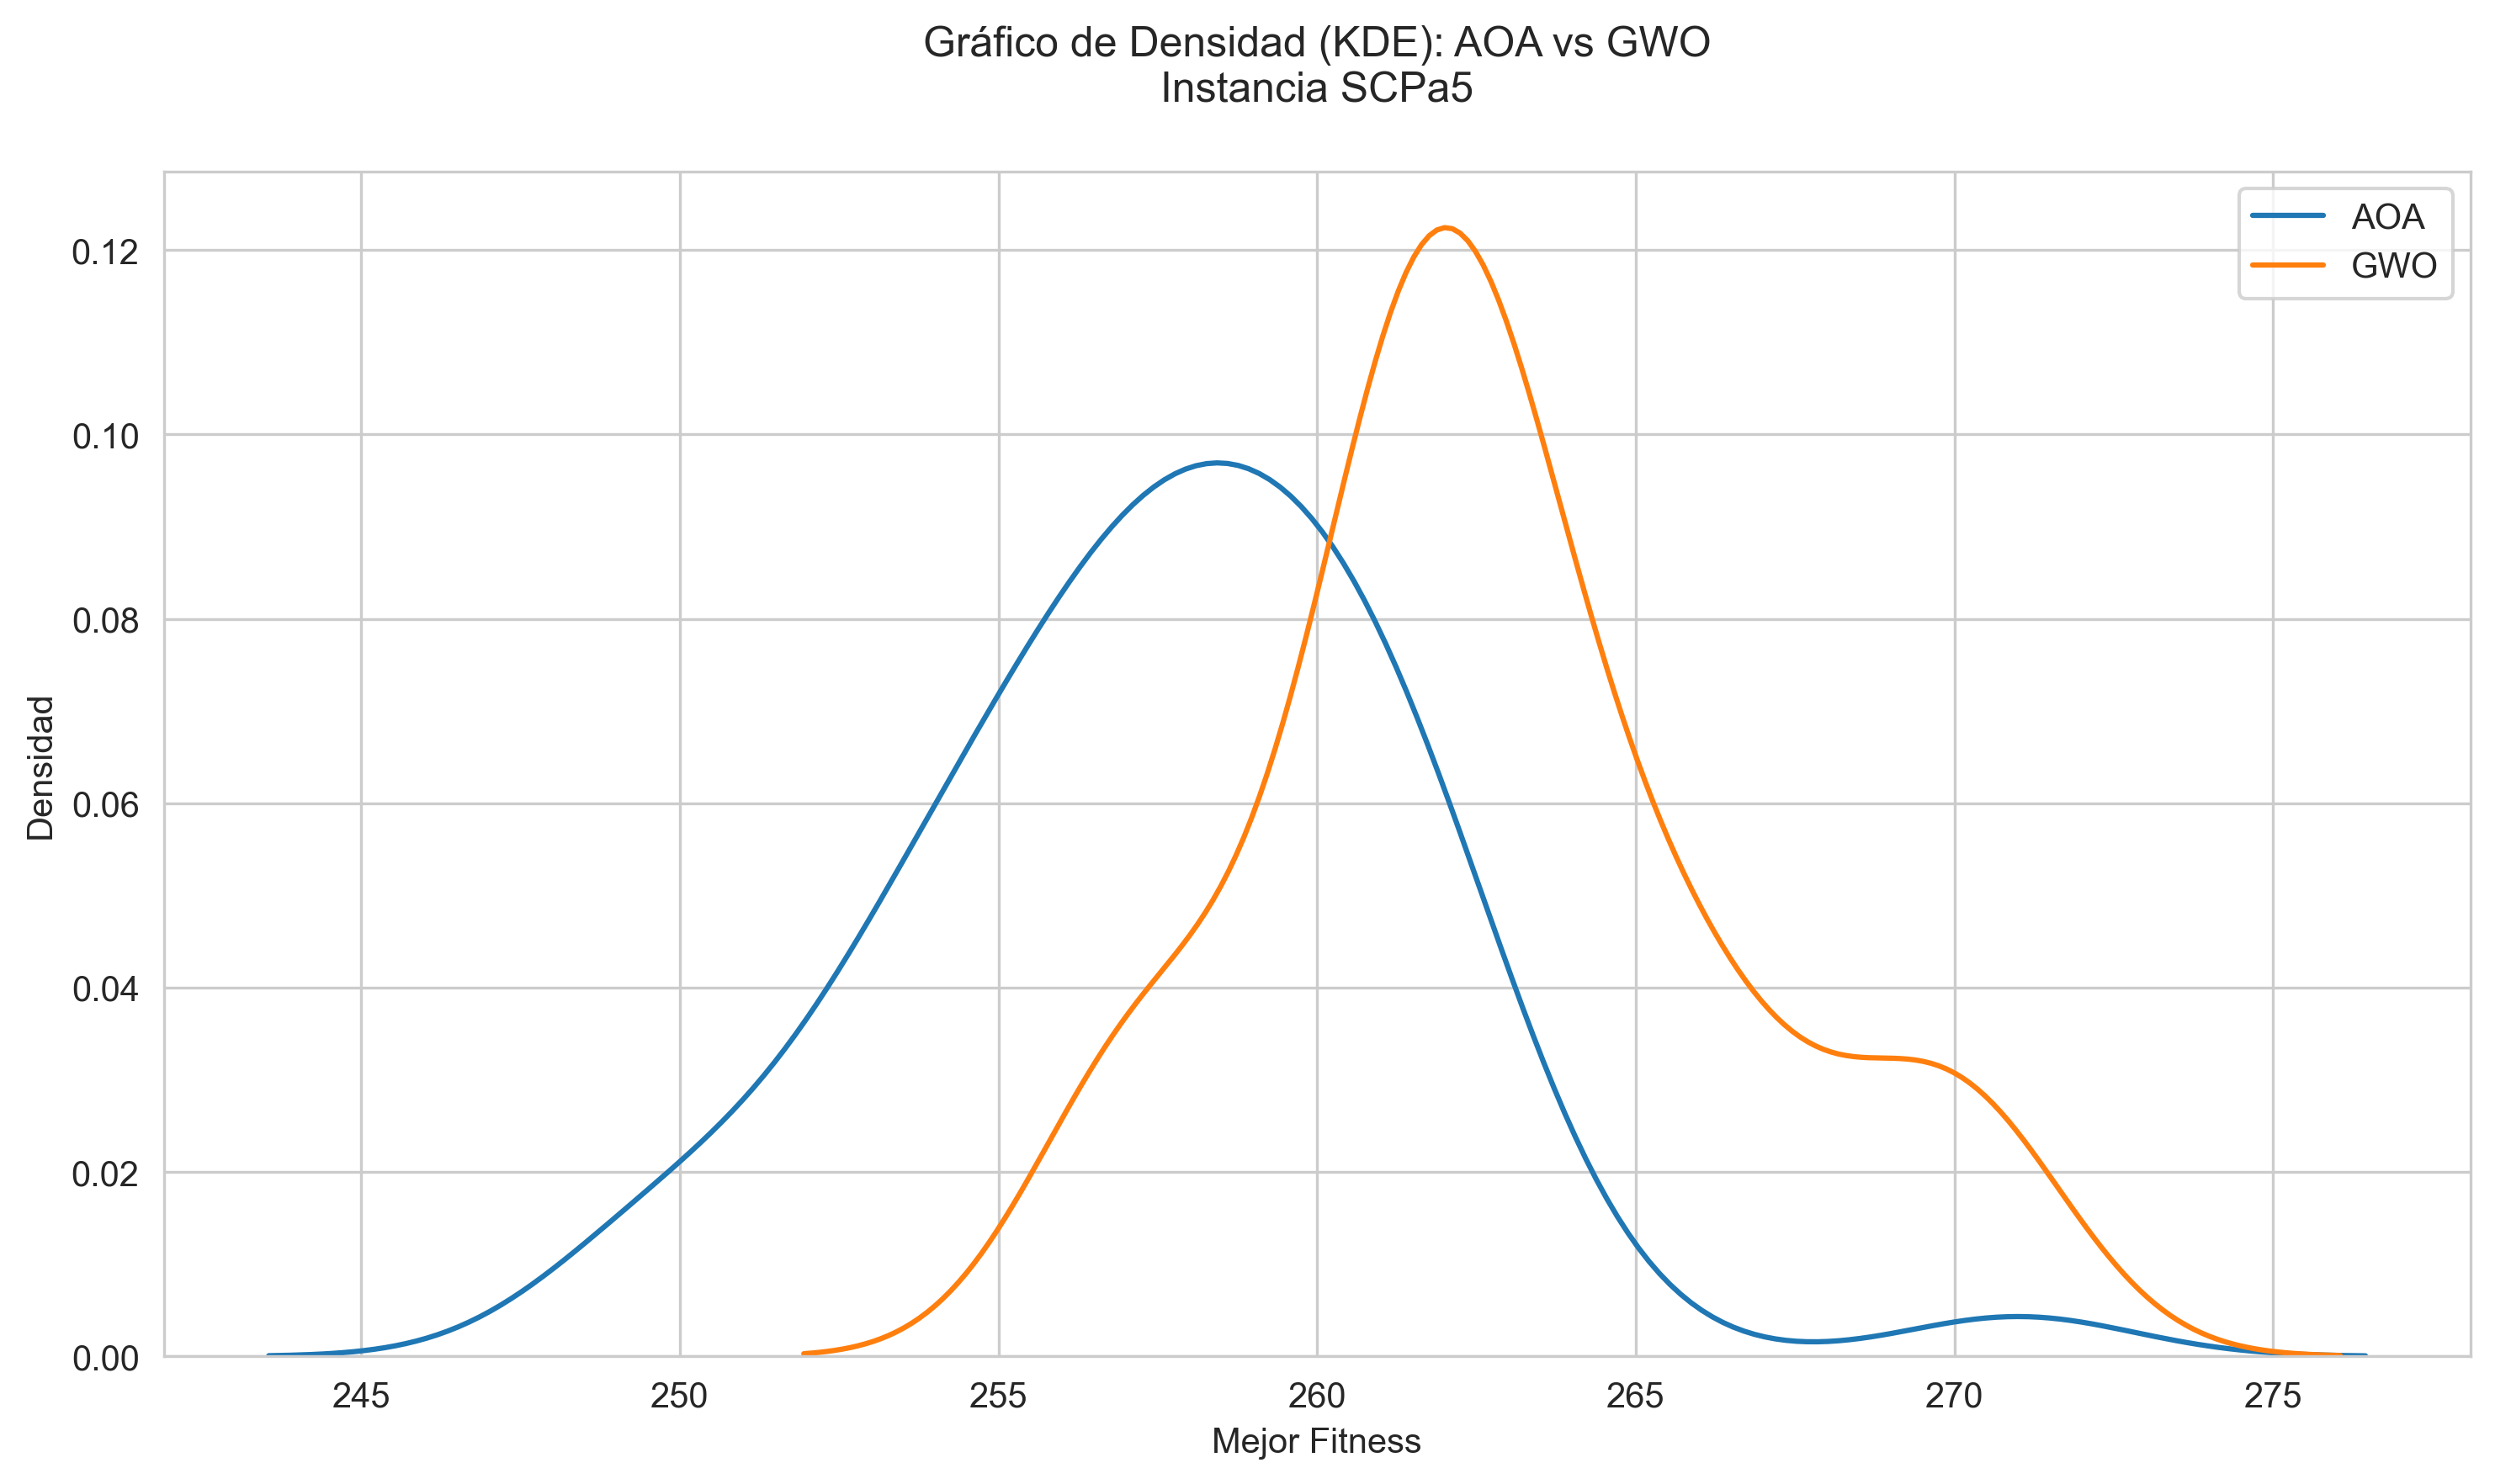 Gráfico de Densidad (KDE): AOA vs GWO
Instancia SCPa5
AOA
GWO
0.12
0.10
0.08
0.06
0.04
0.02
0.00
Densidad
245 250 255 260 265 270 275
Mejor Fitness